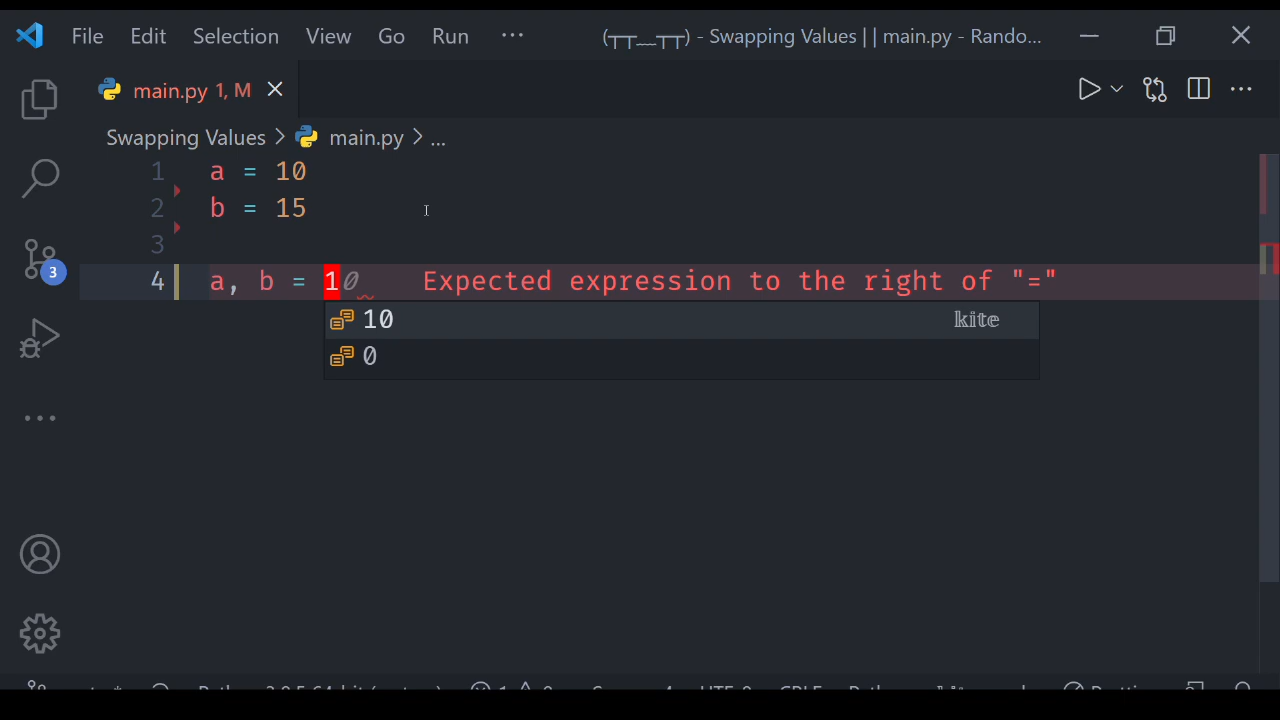 File Edit Selection View Go Run ···
(┬┬﹏┬┬) - Swapping Values | | main.py - Rando...
main.py 1, M
Swapping Values > main.py > ...
1 a = 10
2 b = 15
3
4 a, b = 10 Expected expression to the right of "="
10 kite
0
3